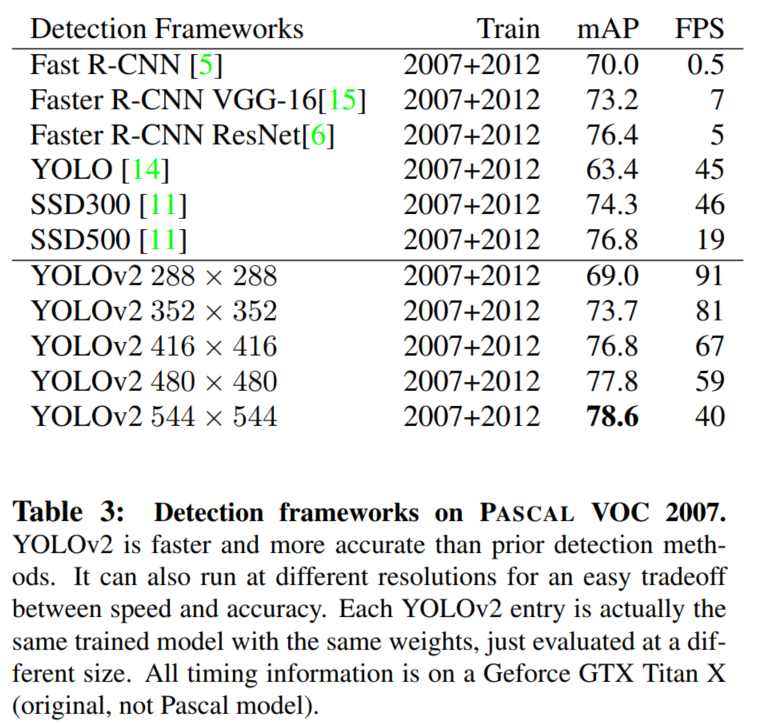 Detection Frameworks Train mAP FPS
Fast R-CNN [5] 2007+2012 70.0 0.5
Faster R-CNN VGG-16[15] 2007+2012 73.2 7
Faster R-CNN ResNet[6] 2007+2012 76.4 5
YOLO [14] 2007+2012 63.4 45
SSD300 [11] 2007+2012 74.3 46
SSD500 [11] 2007+2012 76.8 19
YOLOv2 288 × 288 2007+2012 69.0 91
YOLOv2 352 × 352 2007+2012 73.7 81
YOLOv2 416 × 416 2007+2012 76.8 67
YOLOv2 480 × 480 2007+2012 77.8 59
YOLOv2 544 × 544 2007+2012 78.6 40
Table 3: Detection frameworks on PASCAL VOC 2007.
YOLOv2 is faster and more accurate than prior detection meth-
ods. It can also run at different resolutions for an easy tradeoff
between speed and accuracy. Each YOLOv2 entry is actually the
same trained model with the same weights, just evaluated at a dif-
ferent size. All timing information is on a Geforce GTX Titan X
(original, not Pascal model).